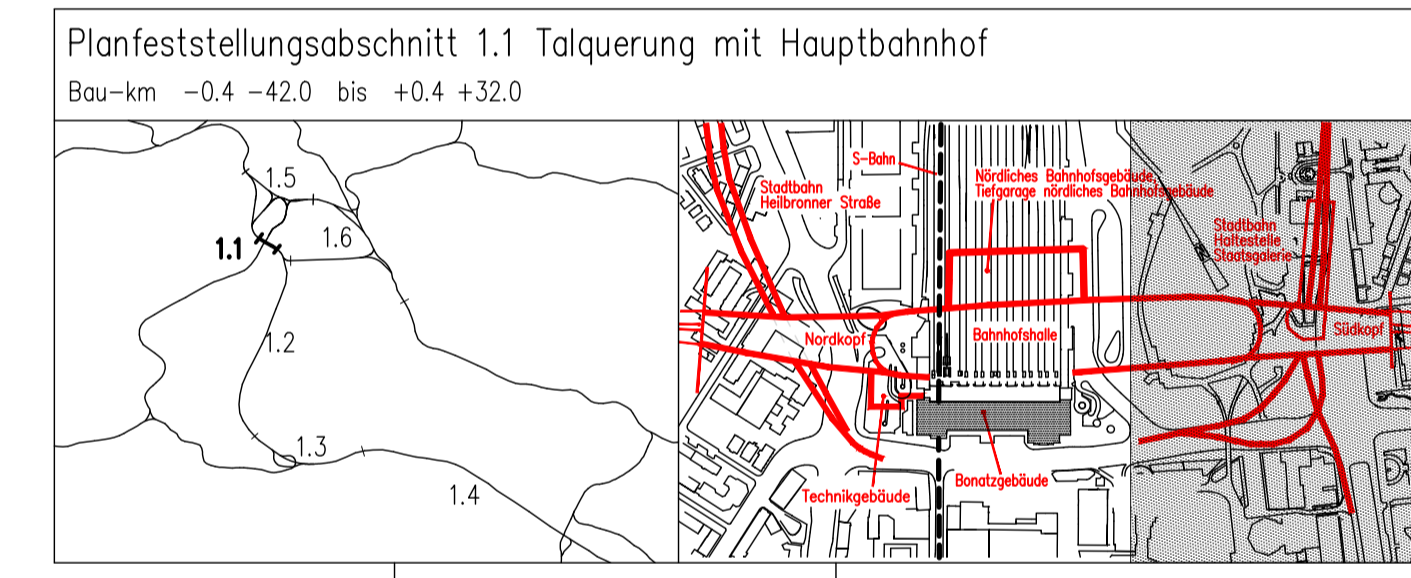 Planfeststellungsabschnitt 1.1 Talquerung mit Hauptbahnhof
Bau-km -0.4 -42.0 bis +0.4 +32.0
1.5
1.1
1.6
1.2
1.3
1.4
S-Bahn
Stadtbahn
Heilbronner Straße
Nördliches Bahnhofsgebäude,
Tiefgarage nördliches Bahnhofsgebäude
Stadtbahn
Haltestelle
Staatsgalerie
Nordkopf
Bahnhofshalle
Südkopf
Technikgebäude
Bonatzgebäude